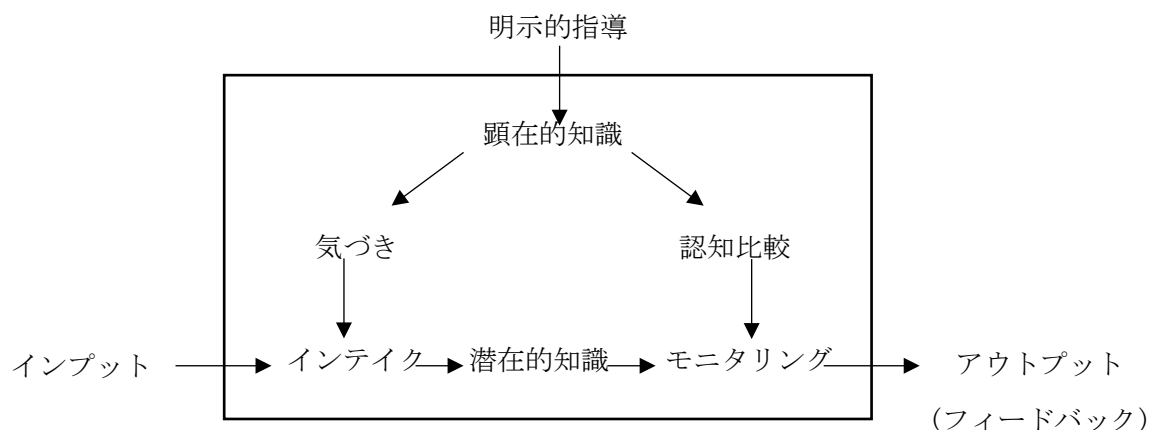 明示的指導
顕在的知識
気づき
認知比較
インプット
インテイク
潜在的知識
モニタリング
アウトプット
（フィードバック）